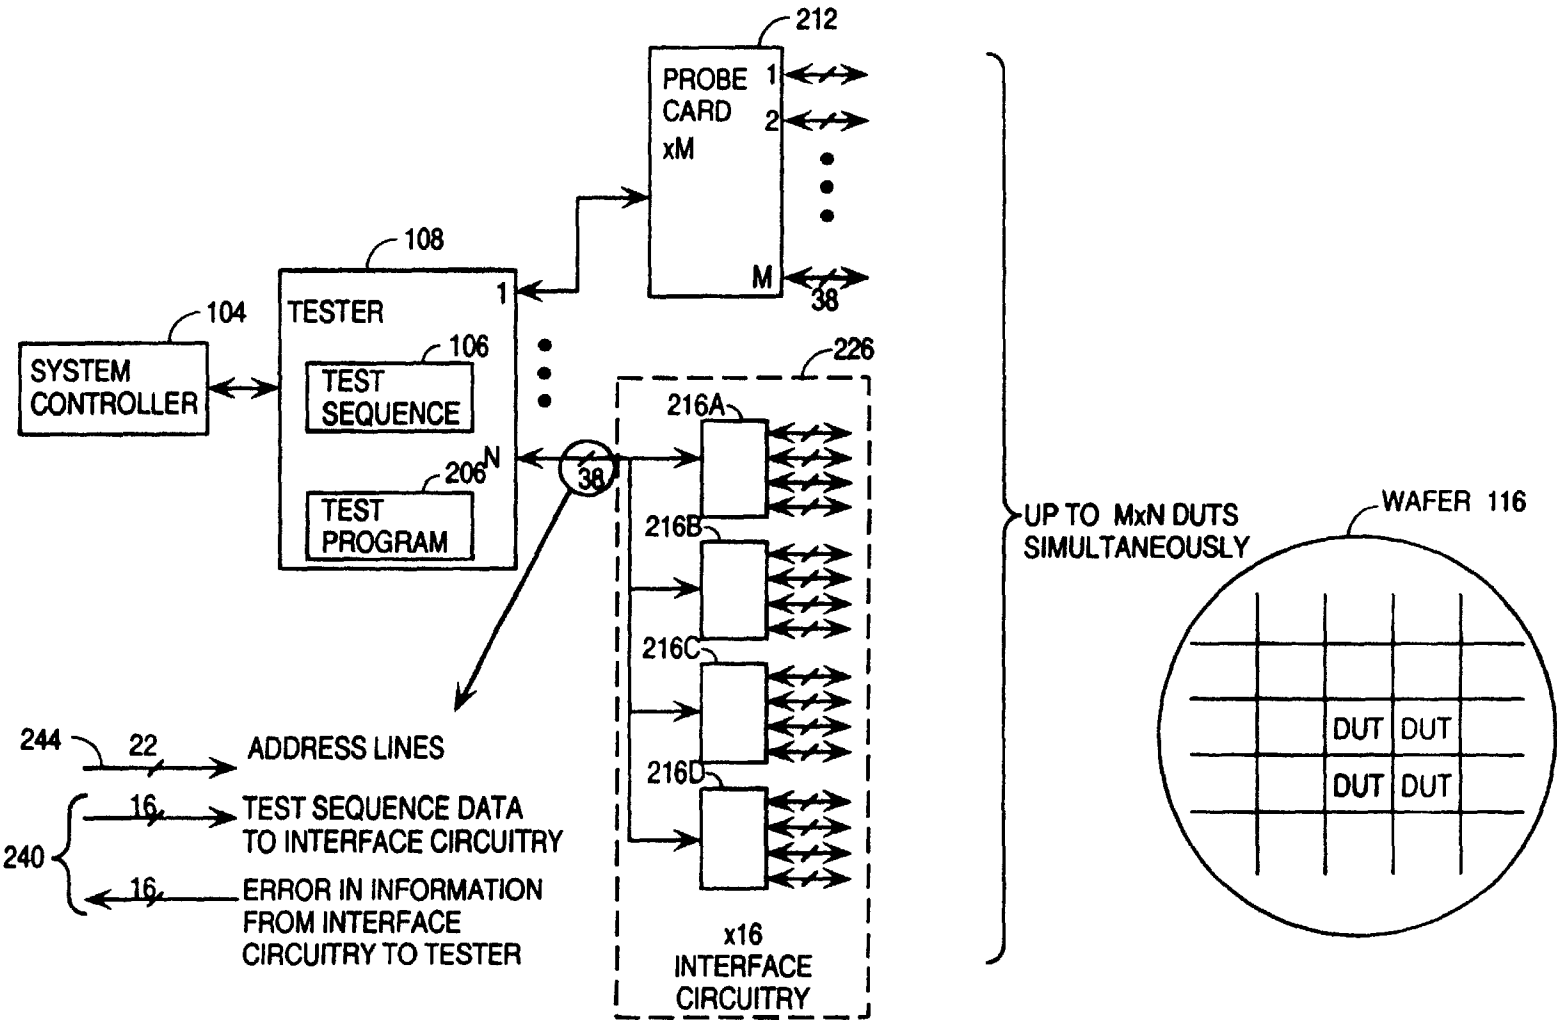 212
PROBE
CARD
xM
1
2
M
38
108
TESTER
1
N
104
SYSTEM
CONTROLLER
106
TEST
SEQUENCE
206
TEST
PROGRAM
38
226
216A
216B
216C
216D
x16
INTERFACE
CIRCUITRY
UP TO MxN DUTS
SIMULTANEOUSLY
WAFER 116
DUT DUT
DUT DUT
244
22
ADDRESS LINES
240
16
TEST SEQUENCE DATA
TO INTERFACE CIRCUITRY
16
ERROR IN INFORMATION
FROM INTERFACE
CIRCUITRY TO TESTER